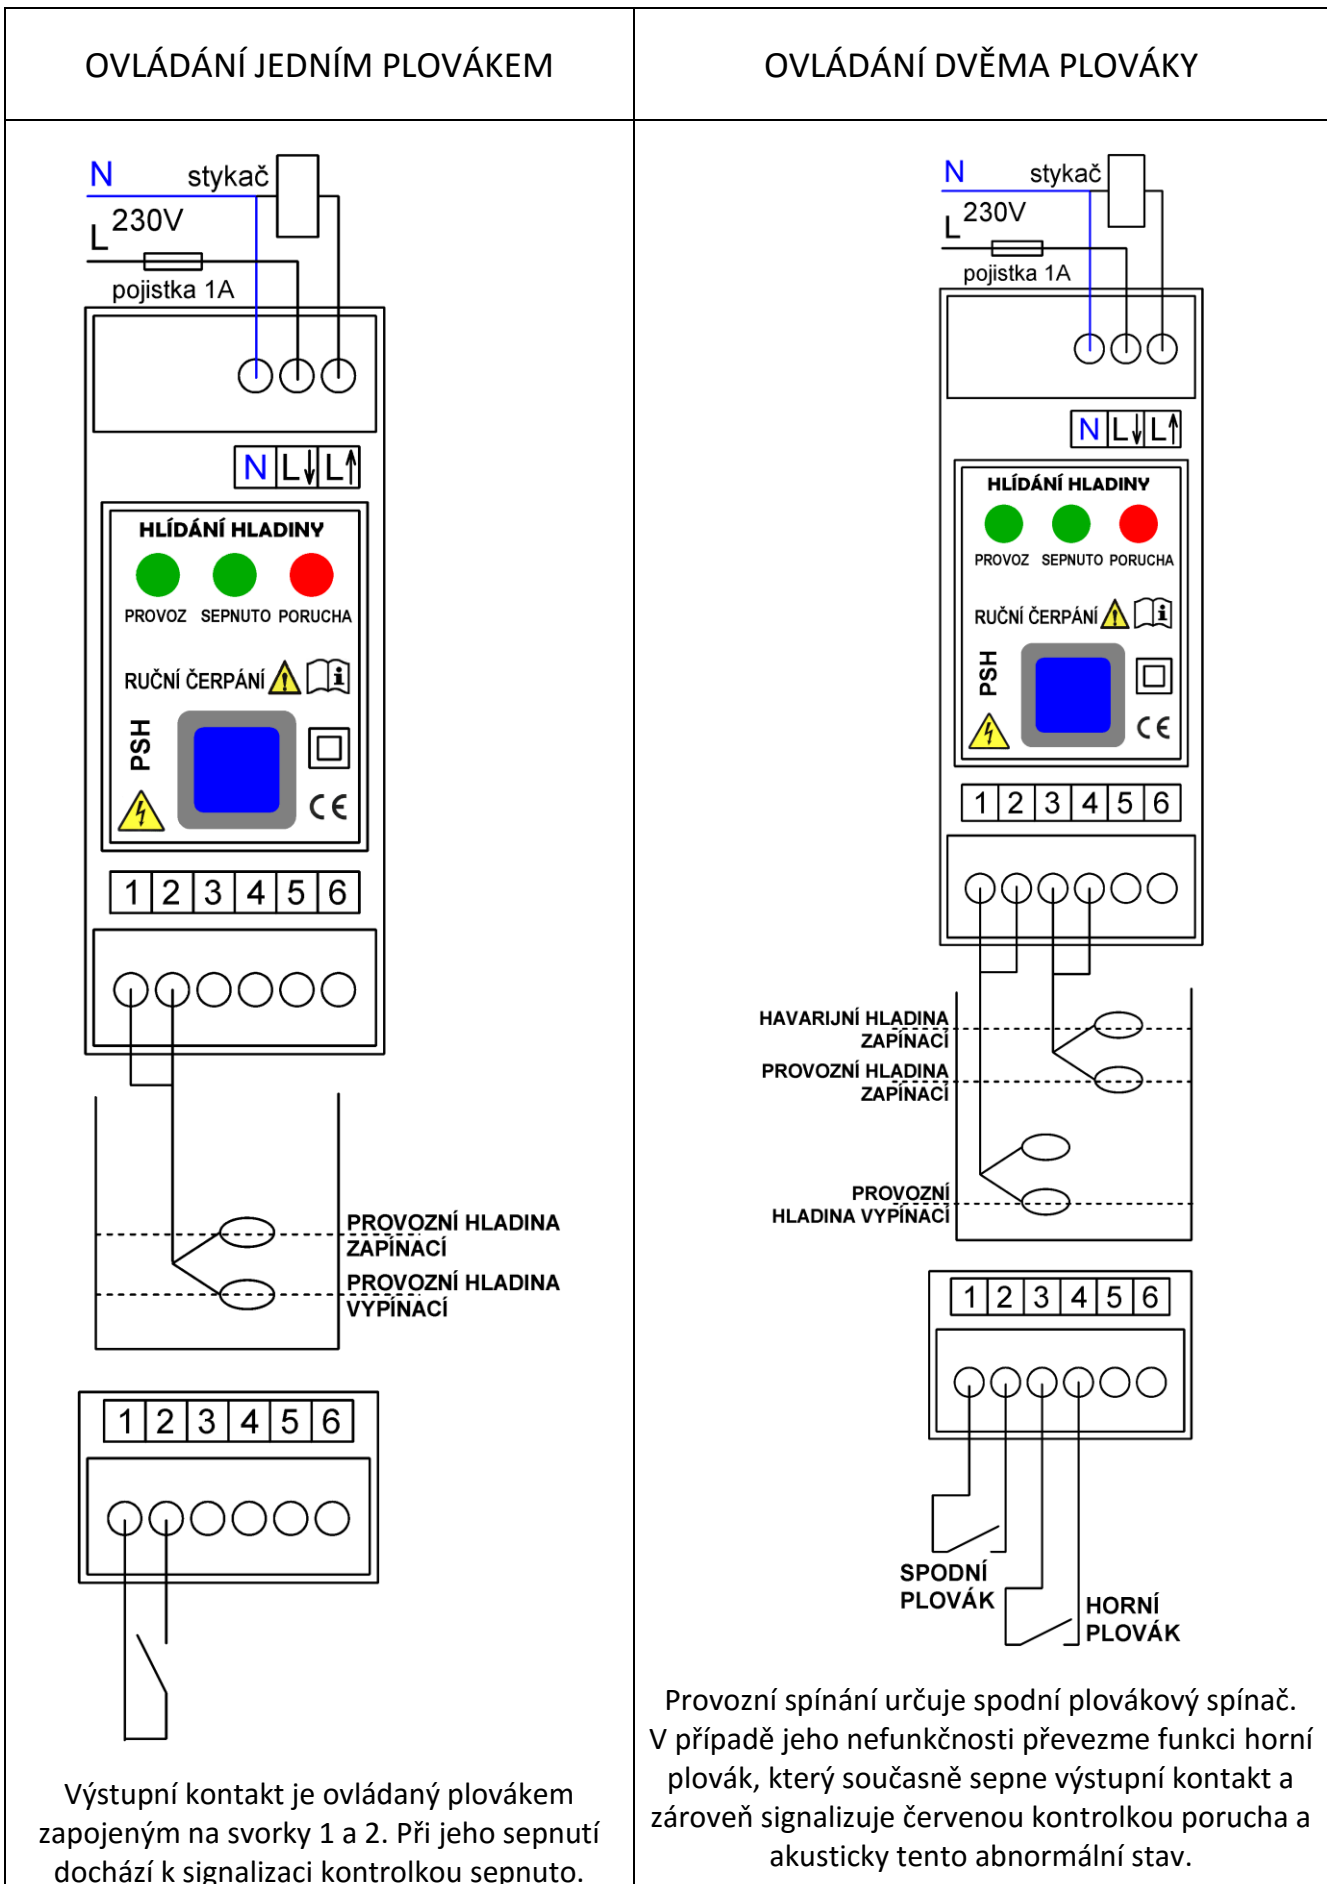 OVLÁDÁNÍ JEDNÍM PLOVÁKEM
N
stykač
230V
L
pojistka 1A
N L↓ L↑
HLÍDÁNÍ HLADINY
PROVOZ SEPNUTO PORUCHA
RUČNÍ ČERPÁNÍ
PSH
CE
1 2 3 4 5 6
PROVOZNÍ HLADINA
ZAPÍNACÍ
PROVOZNÍ HLADINA
VYPÍNACÍ
1 2 3 4 5 6
Výstupní kontakt je ovládaný plovákem
zapojeným na svorky 1 a 2. Při jeho sepnutí
dochází k signalizaci kontrolkou sepnuto.
OVLÁDÁNÍ DVĚMA PLOVÁKY
N
stykač
230V
L
pojistka 1A
N L↓ L↑
HLÍDÁNÍ HLADINY
PROVOZ SEPNUTO PORUCHA
RUČNÍ ČERPÁNÍ
PSH
CE
1 2 3 4 5 6
HAVARIJNÍ HLADINA
ZAPÍNACÍ
PROVOZNÍ HLADINA
ZAPÍNACÍ
PROVOZNÍ
HLADINA VYPÍNACÍ
1 2 3 4 5 6
SPODNÍ
PLOVÁK
HORNÍ
PLOVÁK
Provozní spínání určuje spodní plovákový spínač.
V případě jeho nefunkčnosti převezme funkci horní
plovák, který současně sepne výstupní kontakt a
zároveň signalizuje červenou kontrolkou porucha a
akusticky tento abnormální stav.